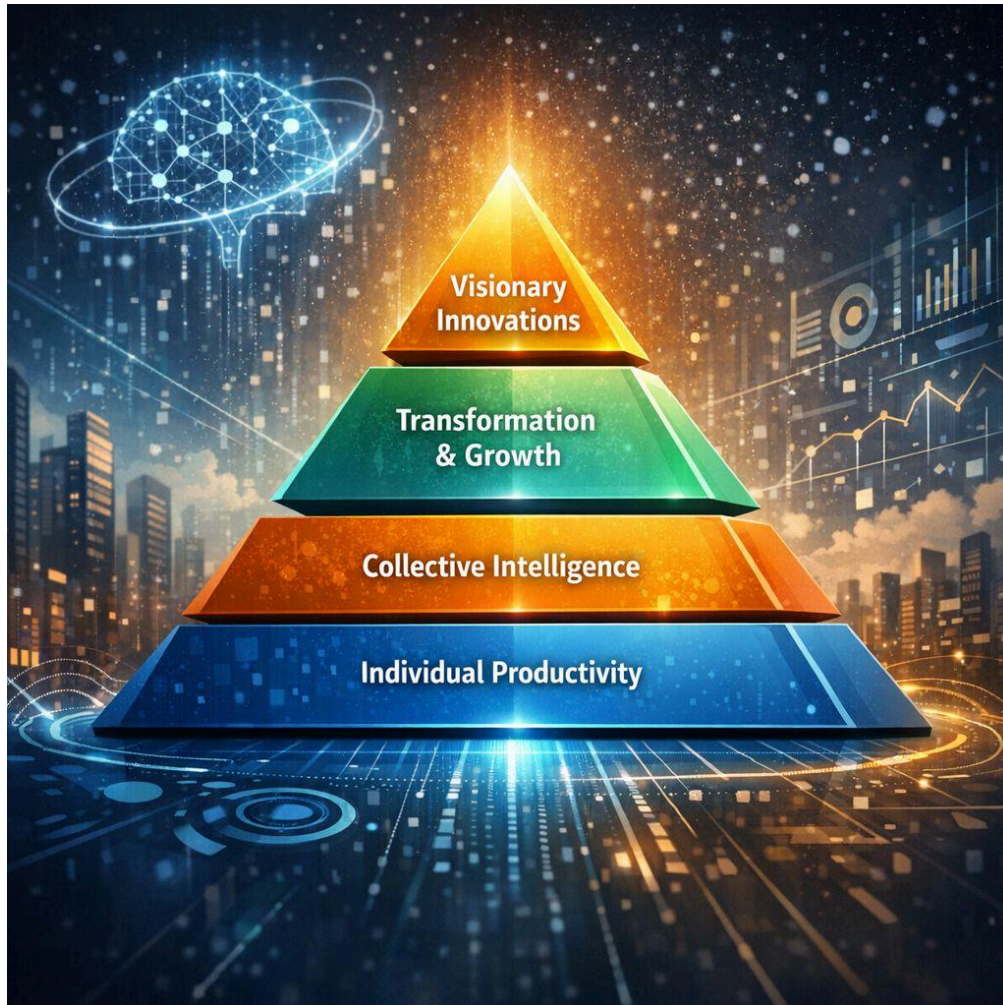 Visionary
Innovations
Transformation
& Growth
Collective Intelligence
Individual Productivity